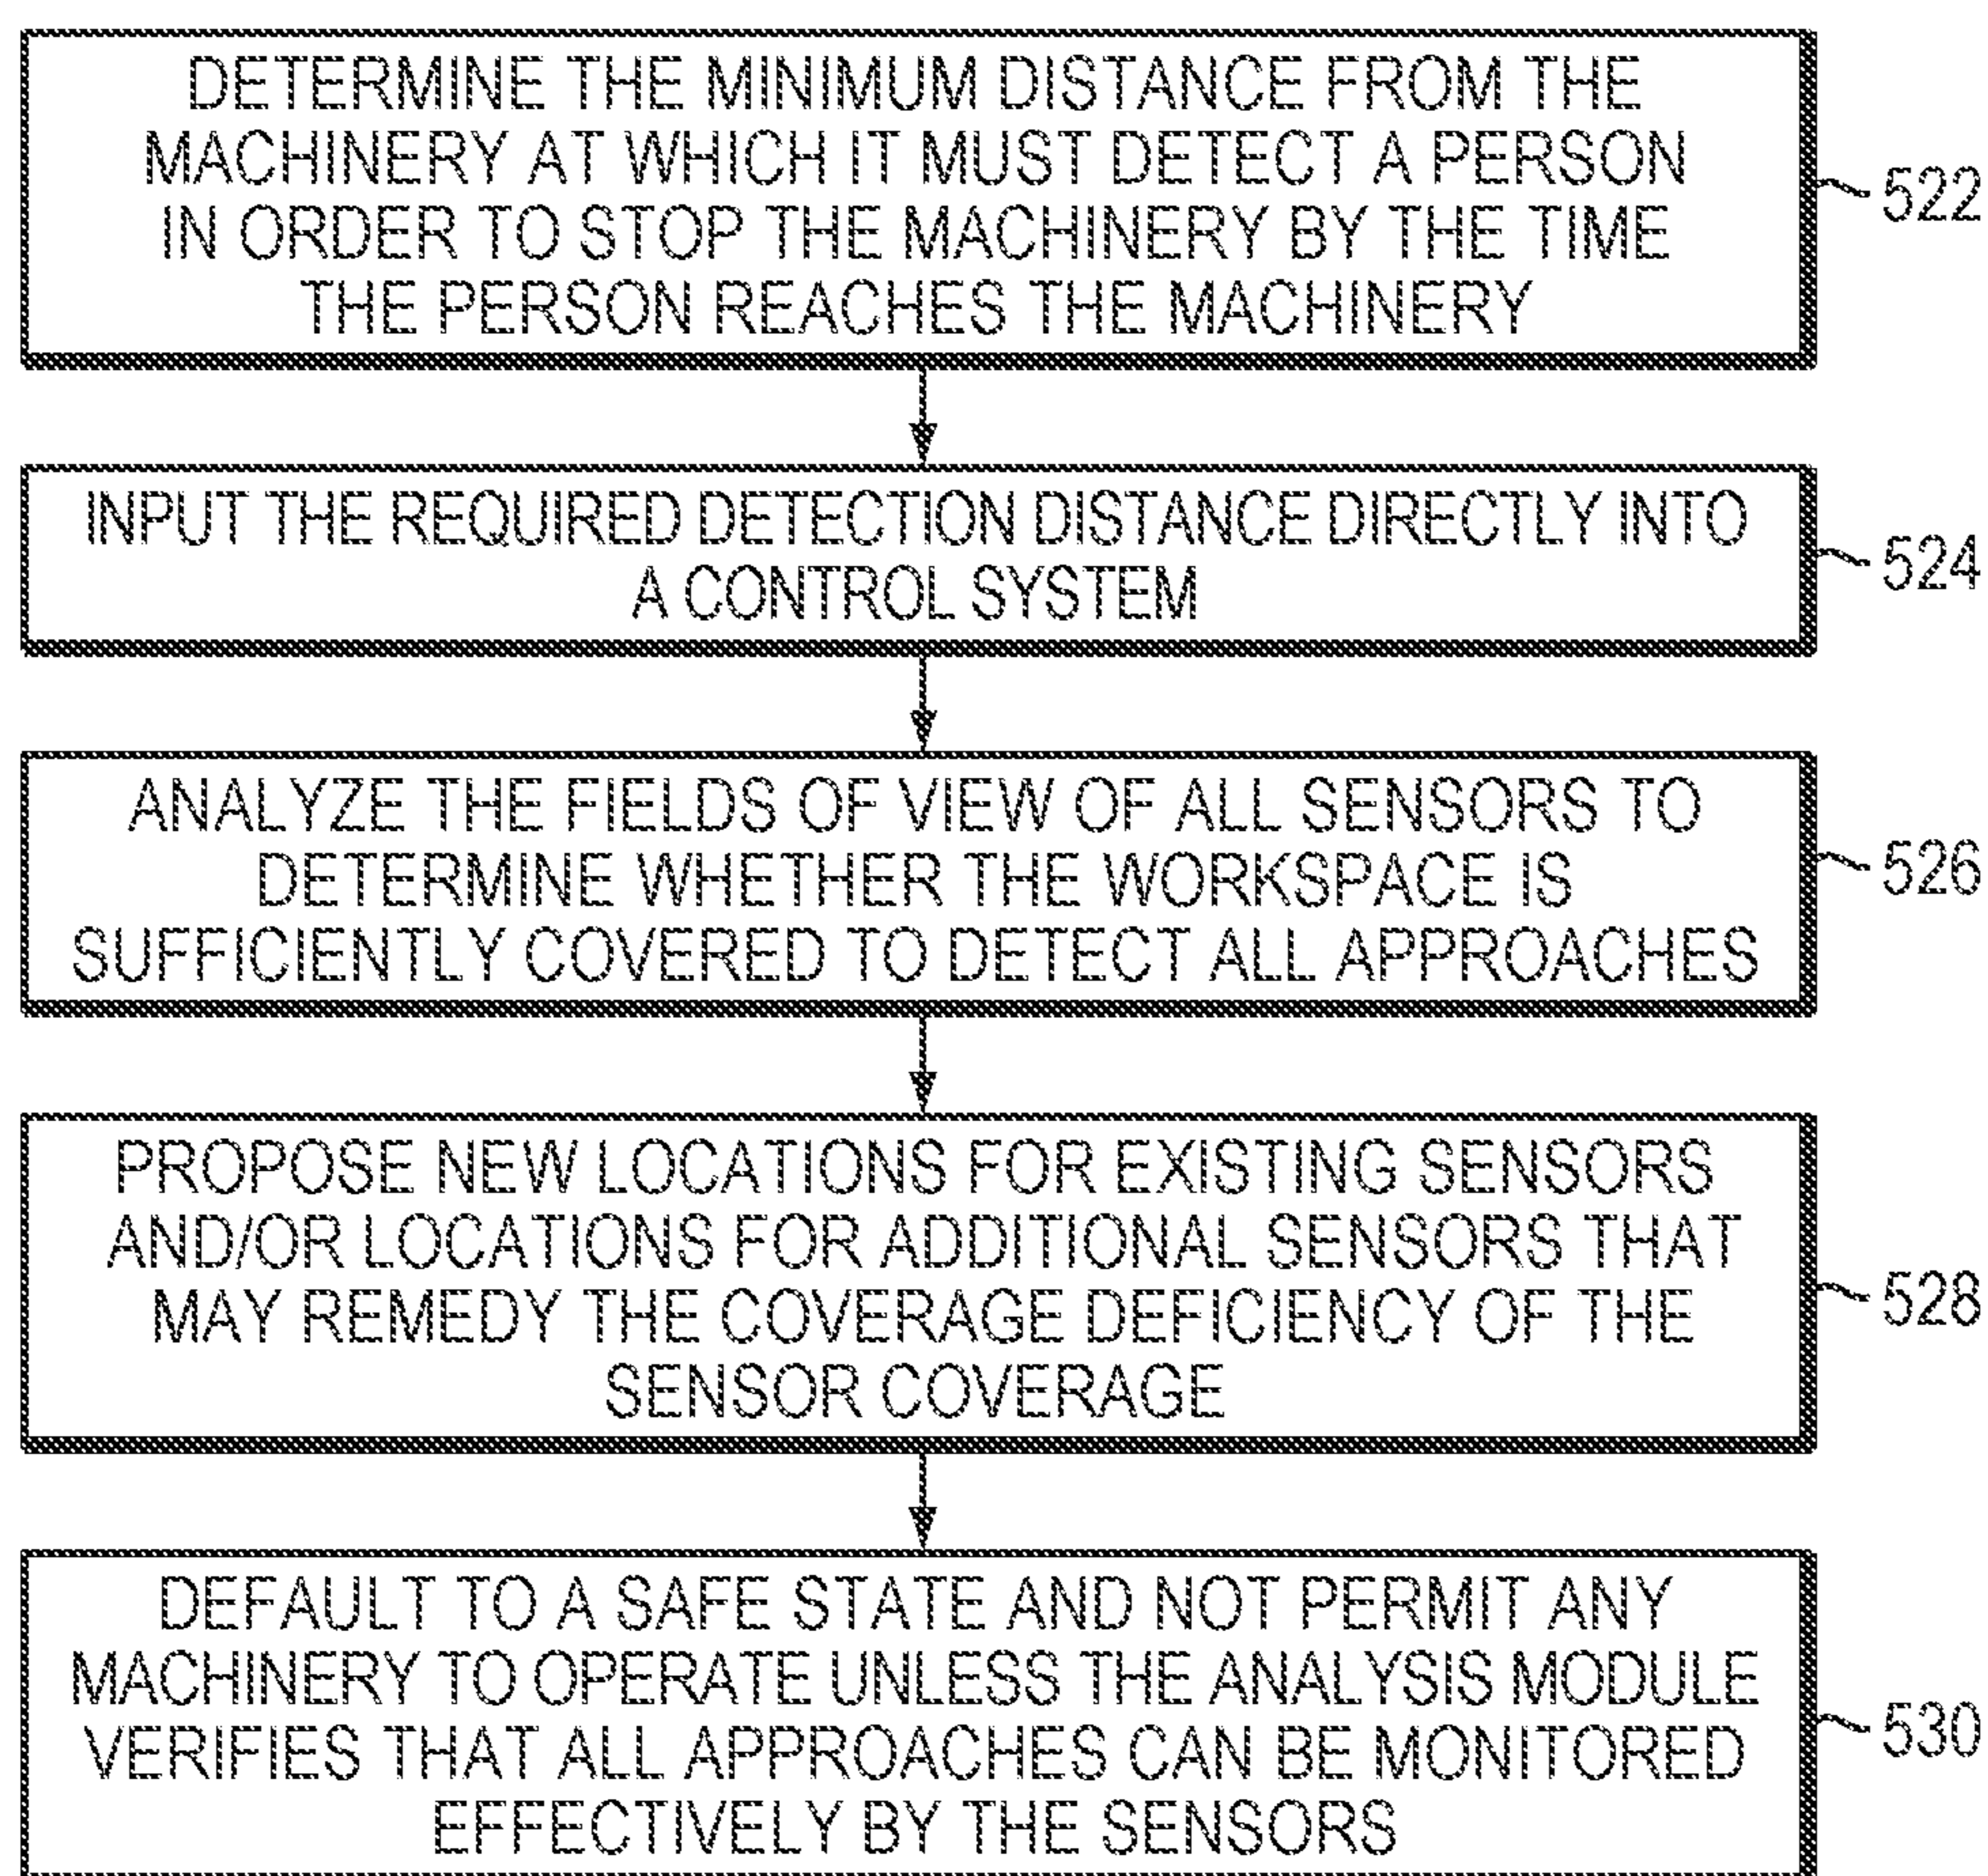 DETERMINE THE MINIMUM DISTANCE FROM THE
MACHINERY AT WHICH IT MUST DETECT A PERSON
IN ORDER TO STOP THE MACHINERY BY THE TIME
THE PERSON REACHES THE MACHINERY
522
INPUT THE REQUIRED DETECTION DISTANCE DIRECTLY INTO
A CONTROL SYSTEM
524
ANALYZE THE FIELDS OF VIEW OF ALL SENSORS TO
DETERMINE WHETHER THE WORKSPACE IS
SUFFICIENTLY COVERED TO DETECT ALL APPROACHES
526
PROPOSE NEW LOCATIONS FOR EXISTING SENSORS
AND/OR LOCATIONS FOR ADDITIONAL SENSORS THAT
MAY REMEDY THE COVERAGE DEFICIENCY OF THE
SENSOR COVERAGE
528
DEFAULT TO A SAFE STATE AND NOT PERMIT ANY
MACHINERY TO OPERATE UNLESS THE ANALYSIS MODULE
VERIFIES THAT ALL APPROACHES CAN BE MONITORED
EFFECTIVELY BY THE SENSORS
530